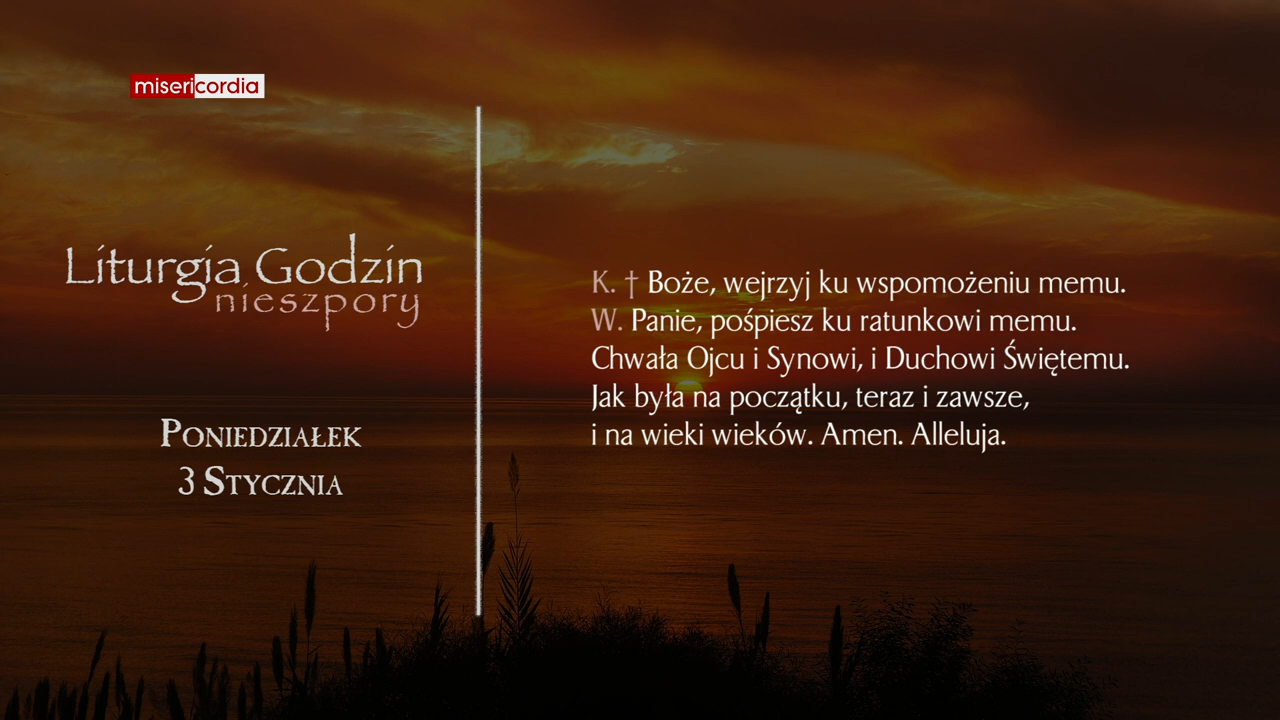 misericordia
Liturgia Godzin
nieszpory
Poniedziałek
3 Stycznia
K. † Boże, wejrzyj ku wspomożeniu memu.
W. Panie, pośpiesz ku ratunkowi memu.
Chwała Ojcu i Synowi, i Duchowi Świętemu.
Jak była na początku, teraz i zawsze,
i na wieki wieków. Amen. Alleluja.